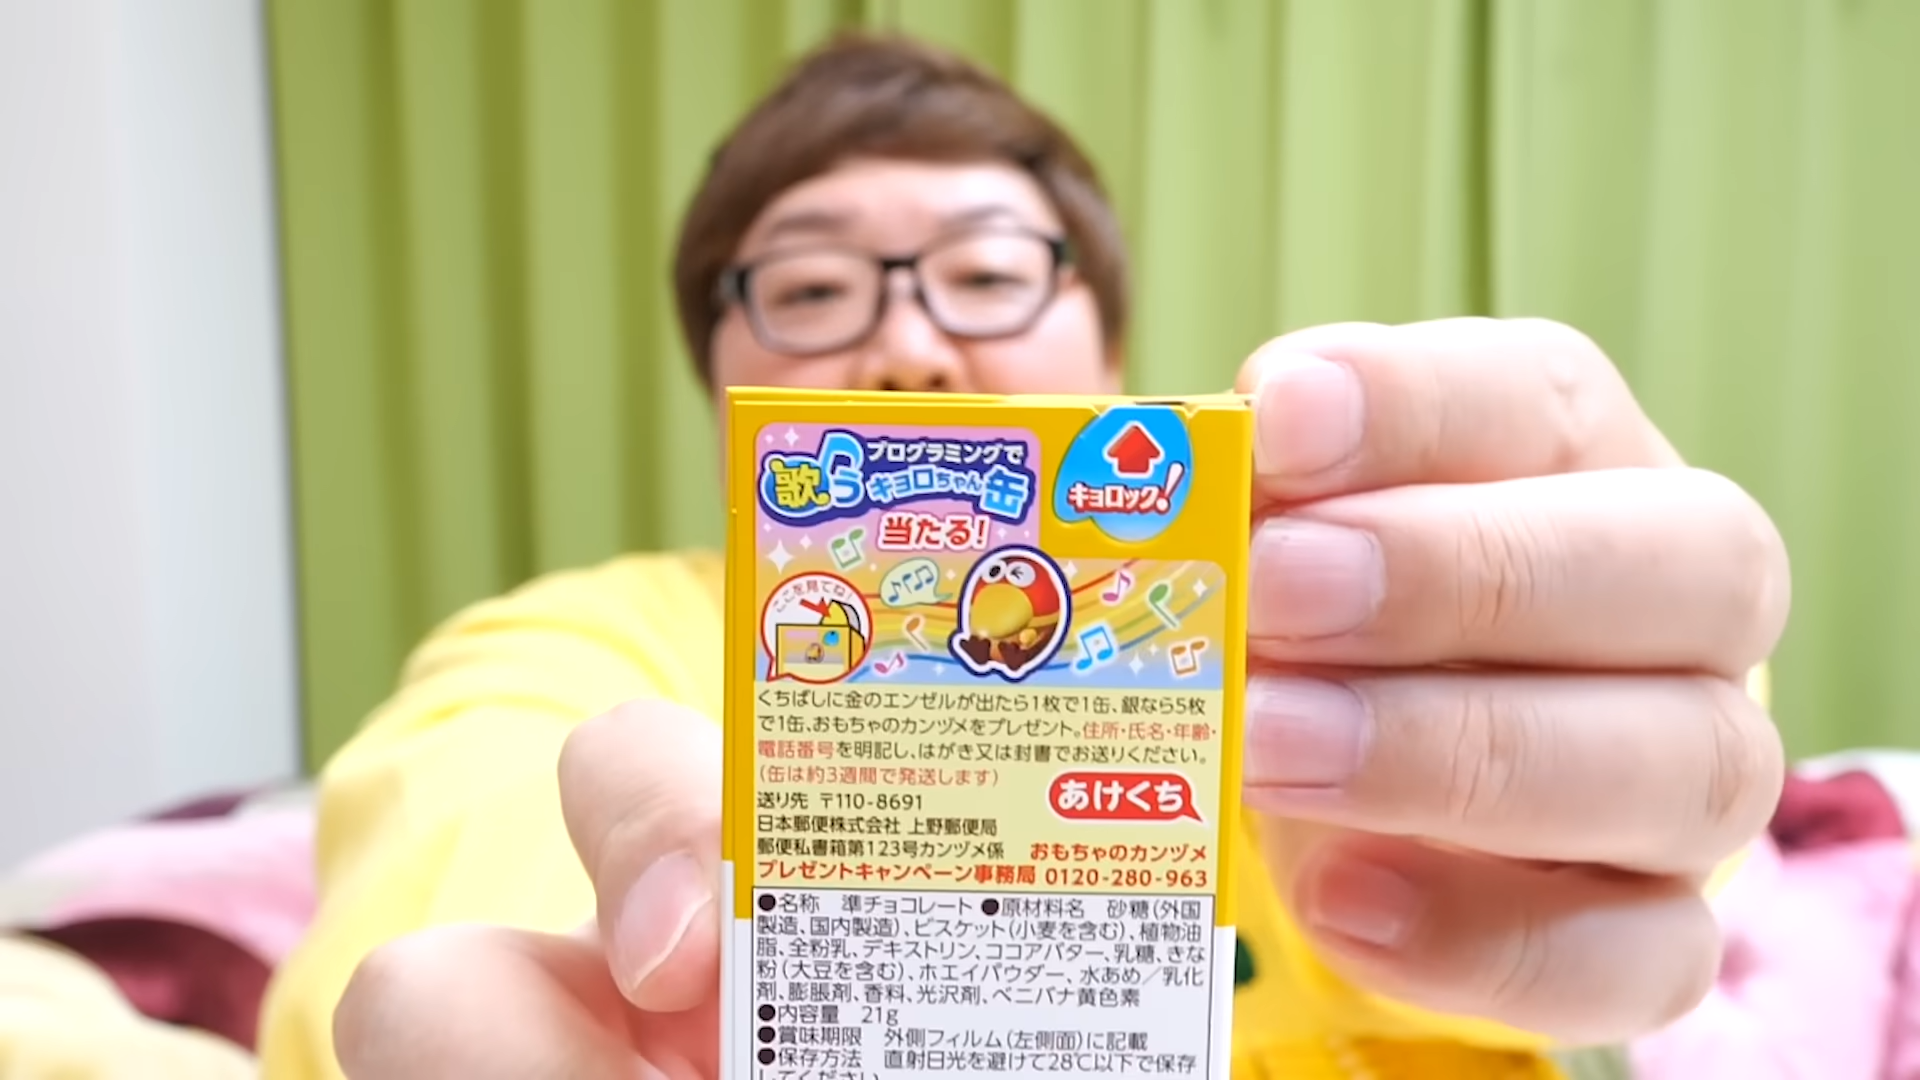 歌う プログラミングで
キョロちゃん缶
当たる!
キョロック!
ここを見てね!
くちばしに金のエンゼルが出たら1枚で1缶、銀なら5枚
で1缶、おもちゃのカンヅメをプレゼント。住所・氏名・年齢・
電話番号を明記し、はがき又は封書でお送りください。
(缶は約3週間で発送します)
あけくち
送り先 〒110-8691
日本郵便株式会社 上野郵便局
郵便私書箱第123号カンヅメ係 おもちゃのカンヅメ
プレゼントキャンペーン事務局 0120-280-963
●名称 準チョコレート ●原材料名 砂糖(外国
製造、国内製造)、ビスケット(小麦を含む)、植物油
脂、全粉乳、デキストリン、ココアバター、乳糖、きな
粉(大豆を含む)、ホエイパウダー、水あめ/乳化
剤、膨脹剤、香料、光沢剤、ベニバナ黄色素
●内容量 21g
●賞味期限 外側フィルム(左側面)に記載
●保存方法 直射日光を避けて28℃以下で保存
してください